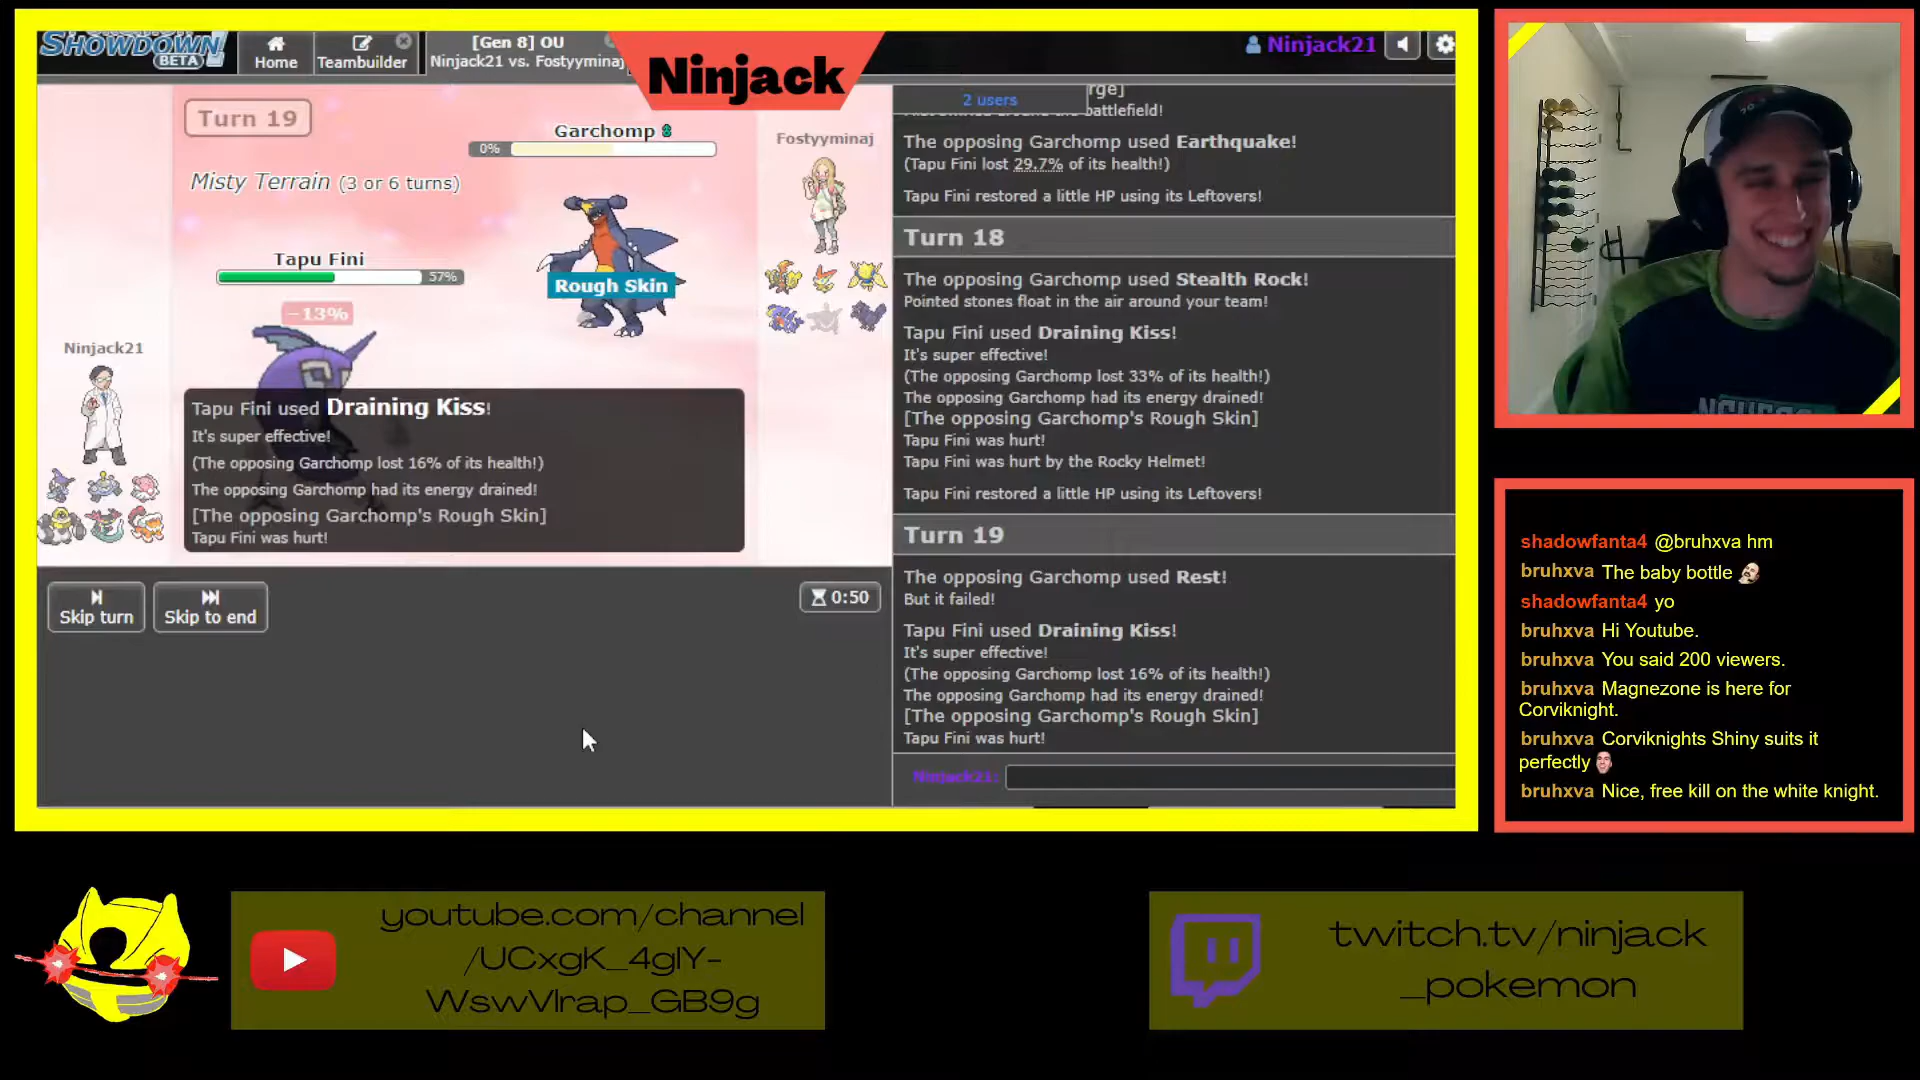 SHOWDOWN
BETA
Home
Teambuilder
[Gen 8] OU
Ninjack21 vs. Fostyyminaj
Ninjack
Ninjack21
Turn 19
Misty Terrain (3 or 6 turns)
Garchomp
0%
Fostyyminaj
Tapu Fini
57%
−13%
Rough Skin
Ninjack21
Tapu Fini used Draining Kiss!
It's super effective!
(The opposing Garchomp lost 16% of its health!)
The opposing Garchomp had its energy drained!
[The opposing Garchomp's Rough Skin]
Tapu Fini was hurt!
Skip turn
Skip to end
0:50
2 users
rge]
battlefield!
The opposing Garchomp used Earthquake!
(Tapu Fini lost 29.7% of its health!)
Tapu Fini restored a little HP using its Leftovers!
Turn 18
The opposing Garchomp used Stealth Rock!
Pointed stones float in the air around your team!
Tapu Fini used Draining Kiss!
It's super effective!
(The opposing Garchomp lost 33% of its health!)
The opposing Garchomp had its energy drained!
[The opposing Garchomp's Rough Skin]
Tapu Fini was hurt!
Tapu Fini was hurt by the Rocky Helmet!
Tapu Fini restored a little HP using its Leftovers!
Turn 19
The opposing Garchomp used Rest!
But it failed!
Tapu Fini used Draining Kiss!
It's super effective!
(The opposing Garchomp lost 16% of its health!)
The opposing Garchomp had its energy drained!
[The opposing Garchomp's Rough Skin]
Tapu Fini was hurt!
Ninjack21:
shadowfanta4 @bruhxva hm
bruhxva The baby bottle
shadowfanta4 yo
bruhxva Hi Youtube.
bruhxva You said 200 viewers.
bruhxva Magnezone is here for
Corviknight.
bruhxva Corviknights Shiny suits it
perfectly
bruhxva Nice, free kill on the white knight.
youtube.com/channel
/UCxgK_4glY-
WswVlrap_GB9g
twitch.tv/ninjack
_pokemon